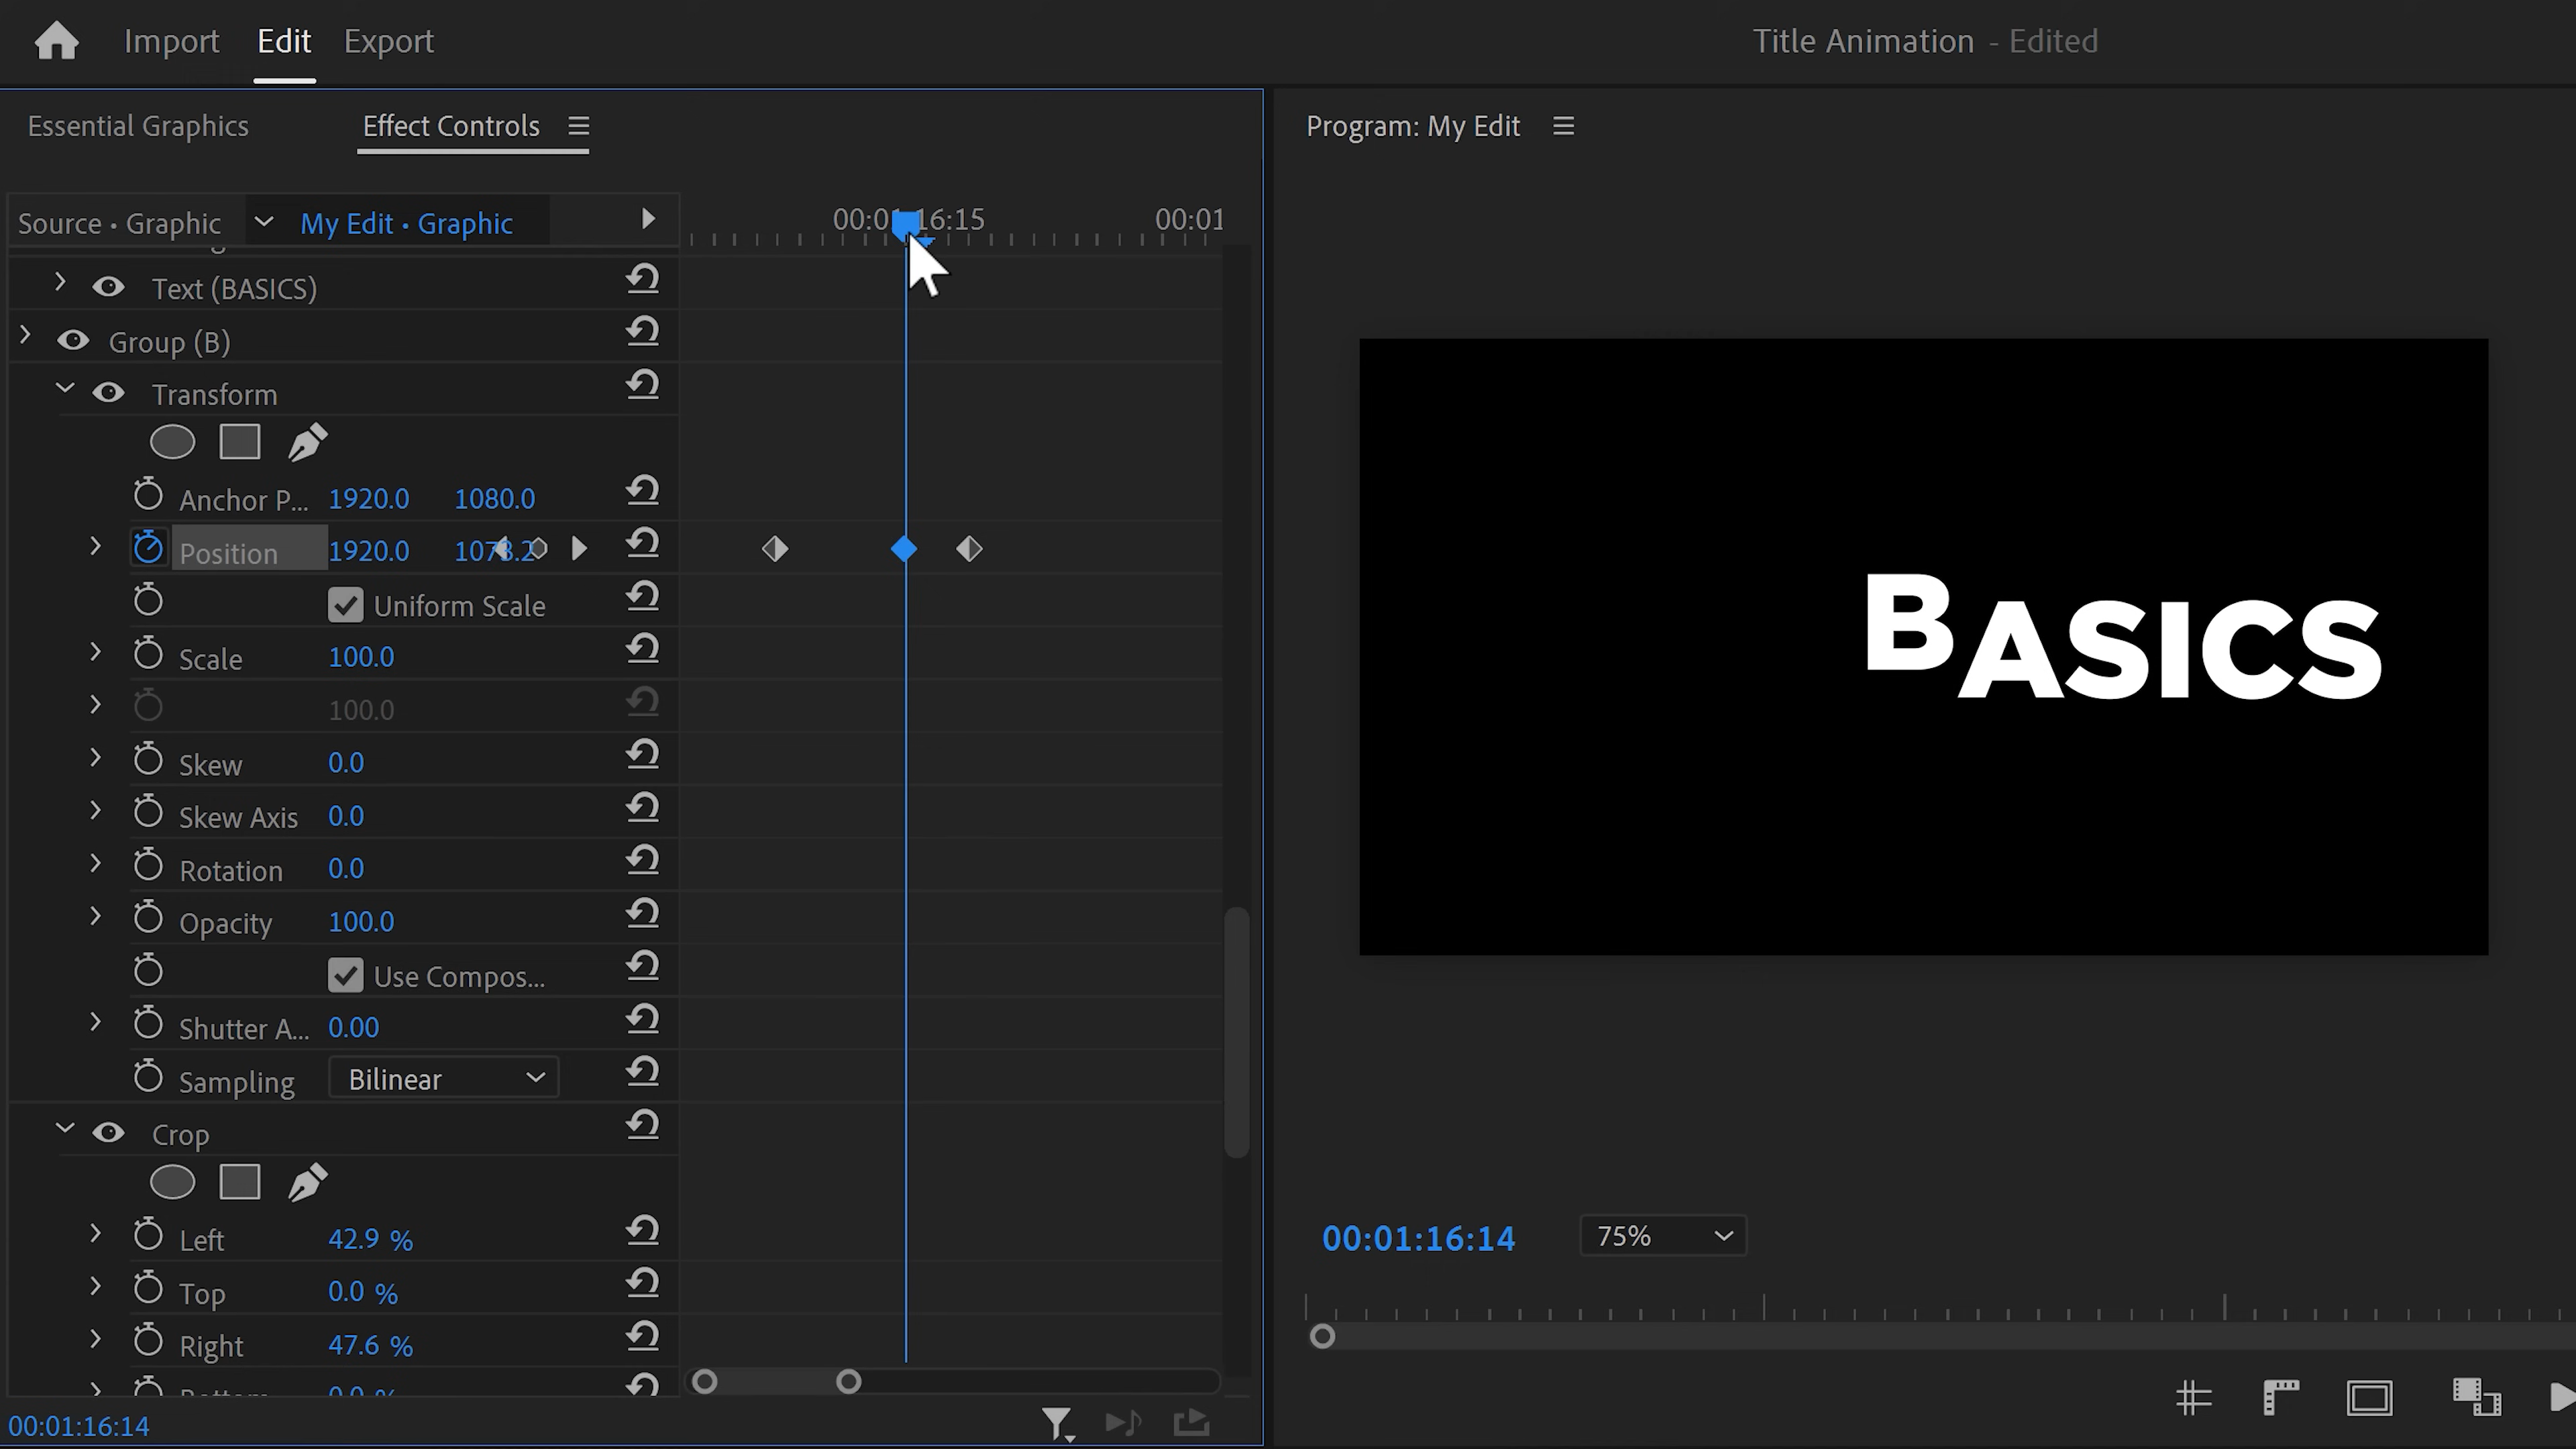 Import Edit Export Title Animation - Edited
Essential Graphics Effect Controls Program: My Edit
Source • Graphic My Edit • Graphic 16:15 00:01
Text (BASICS)
Group (B)
Transform
Anchor P... 1920.0 1080.0
Position 1920.0
Uniform Scale
Scale 100.0
100.0
Skew 0.0
Skew Axis 0.0
Rotation 0.0
Opacity 100.0
Use Compos...
Shutter A... 0.00
Sampling Bilinear
Crop
Left 42.9 %
Top 0.0 %
Right 47.6 %
00:01:16:14
BASICS
00:01:16:14 75%